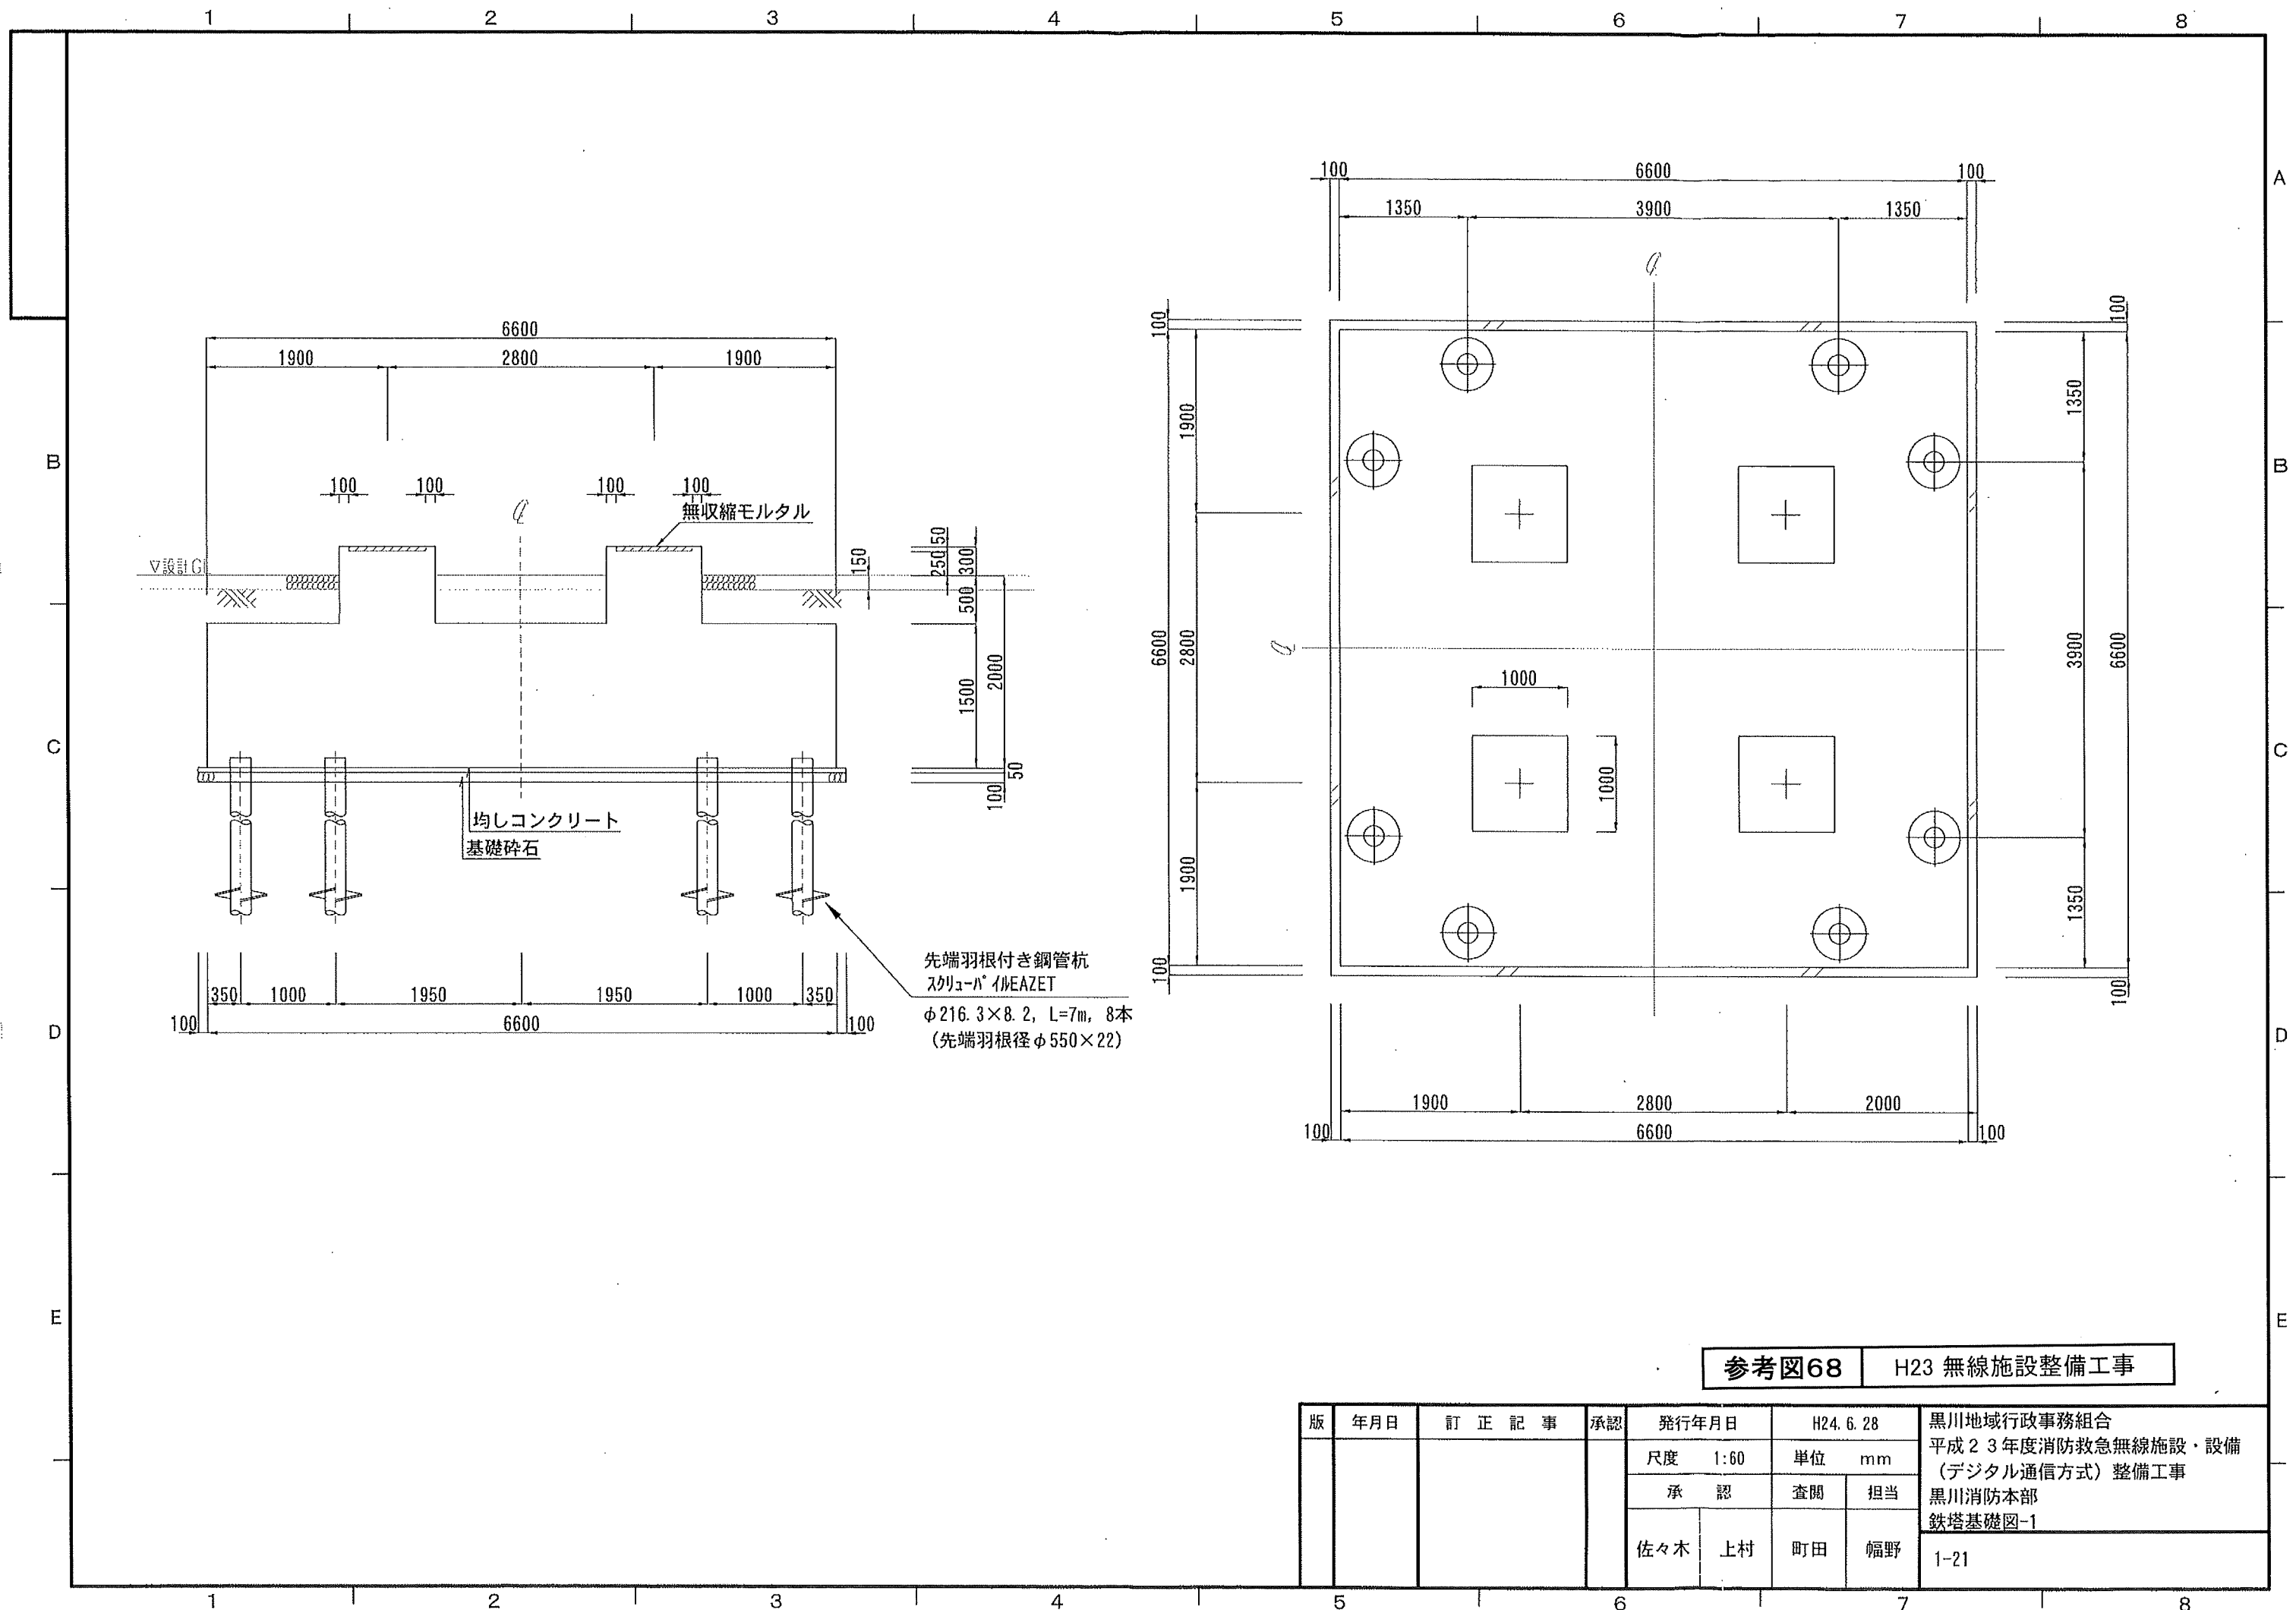 1 2 3 4 5 6 7 8
A
B
C
D
E
6600
1900 2800 1900
100 100 100 100
無収縮モルタル
▽設計G
150
50
250
300
500
1500
2000
50
100
均しコンクリート
基礎砕石
350 1000 1950 1950 1000 350
100 6600 100
先端羽根付き鋼管杭
スクリューパイルEAZET
φ216.3×8.2, L=7m, 8本
(先端羽根径φ550×22)
100 6600 100
1350 3900 1350
100
1900
6600
2800
1900
100
1000
1000
100
1350
3900
6600
1350
100
1900 2800 2000
100 6600 100
B
C
D
E
参考図68 H23 無線施設整備工事
版 年月日 訂正記事 承認 発行年月日 H24.6.28
尺度 1:60 単位 mm
承認 査閲 担当
佐々木 上村 町田 幅野
黒川地域行政事務組合
平成23年度消防救急無線施設・設備
(デジタル通信方式)整備工事
黒川消防本部
鉄塔基礎図-1
1-21
1 2 3 4 5 6 7 8